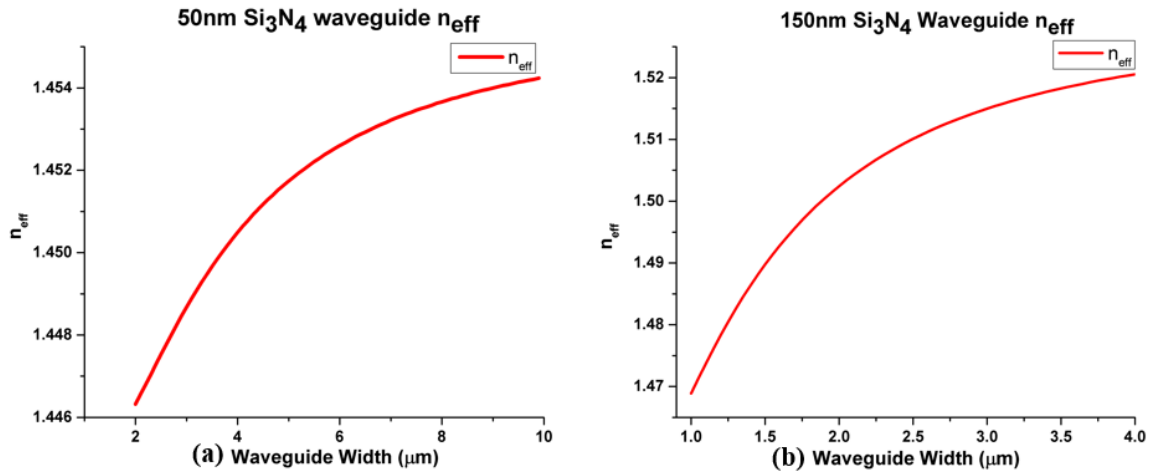 50nm Si3N4 waveguide neff
neff
1.454
1.452
1.450
1.448
1.446
neff
2 4 6 8 10
(a) Waveguide Width (μm)
150nm Si3N4 Waveguide neff
neff
1.52
1.51
1.50
1.49
1.48
1.47
neff
1.0 1.5 2.0 2.5 3.0 3.5 4.0
(b) Waveguide Width (μm)